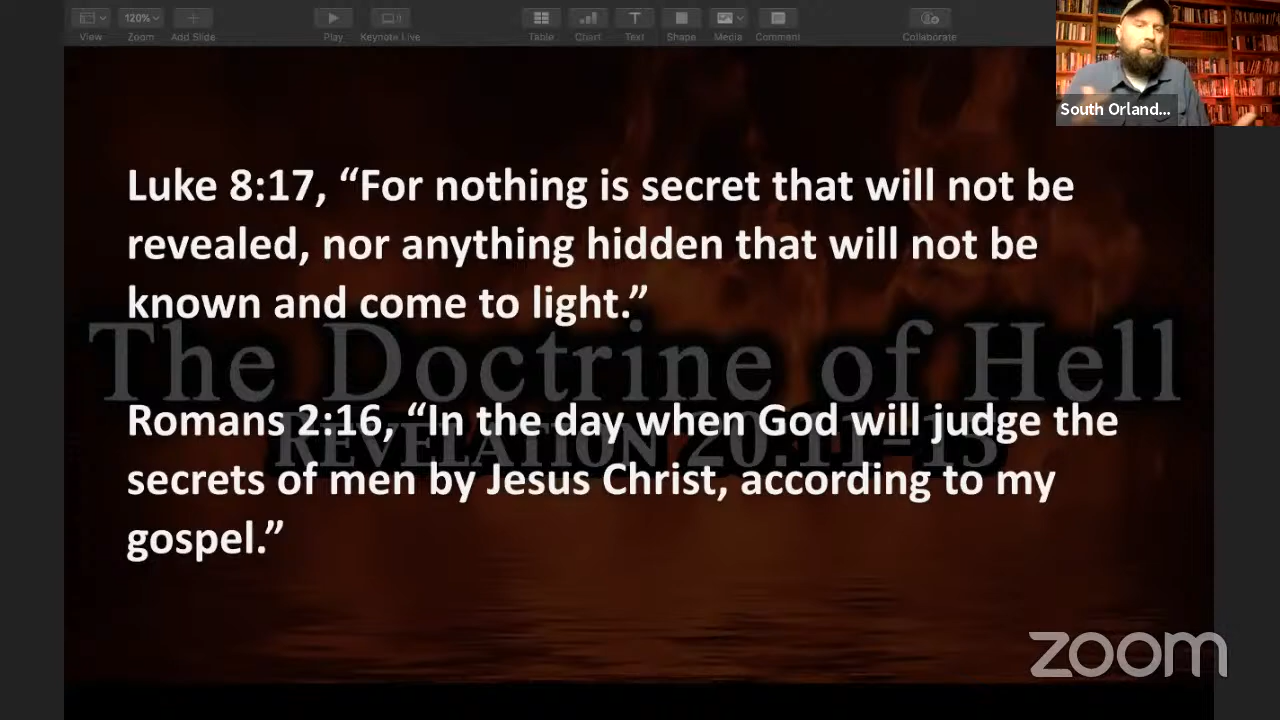 120%
View
Zoom
Add Slide
Play
Keynote Live
Table
Chart
Text
Shape
Media
Comment
Collaborate
South Orland...
Luke 8:17, “For nothing is secret that will not be
revealed, nor anything hidden that will not be
known and come to light.”
The Doctrine of Hell
Romans 2:16, “In the day when God will judge the
Revelation 20:11-15
secrets of men by Jesus Christ, according to my
gospel.”
zoom